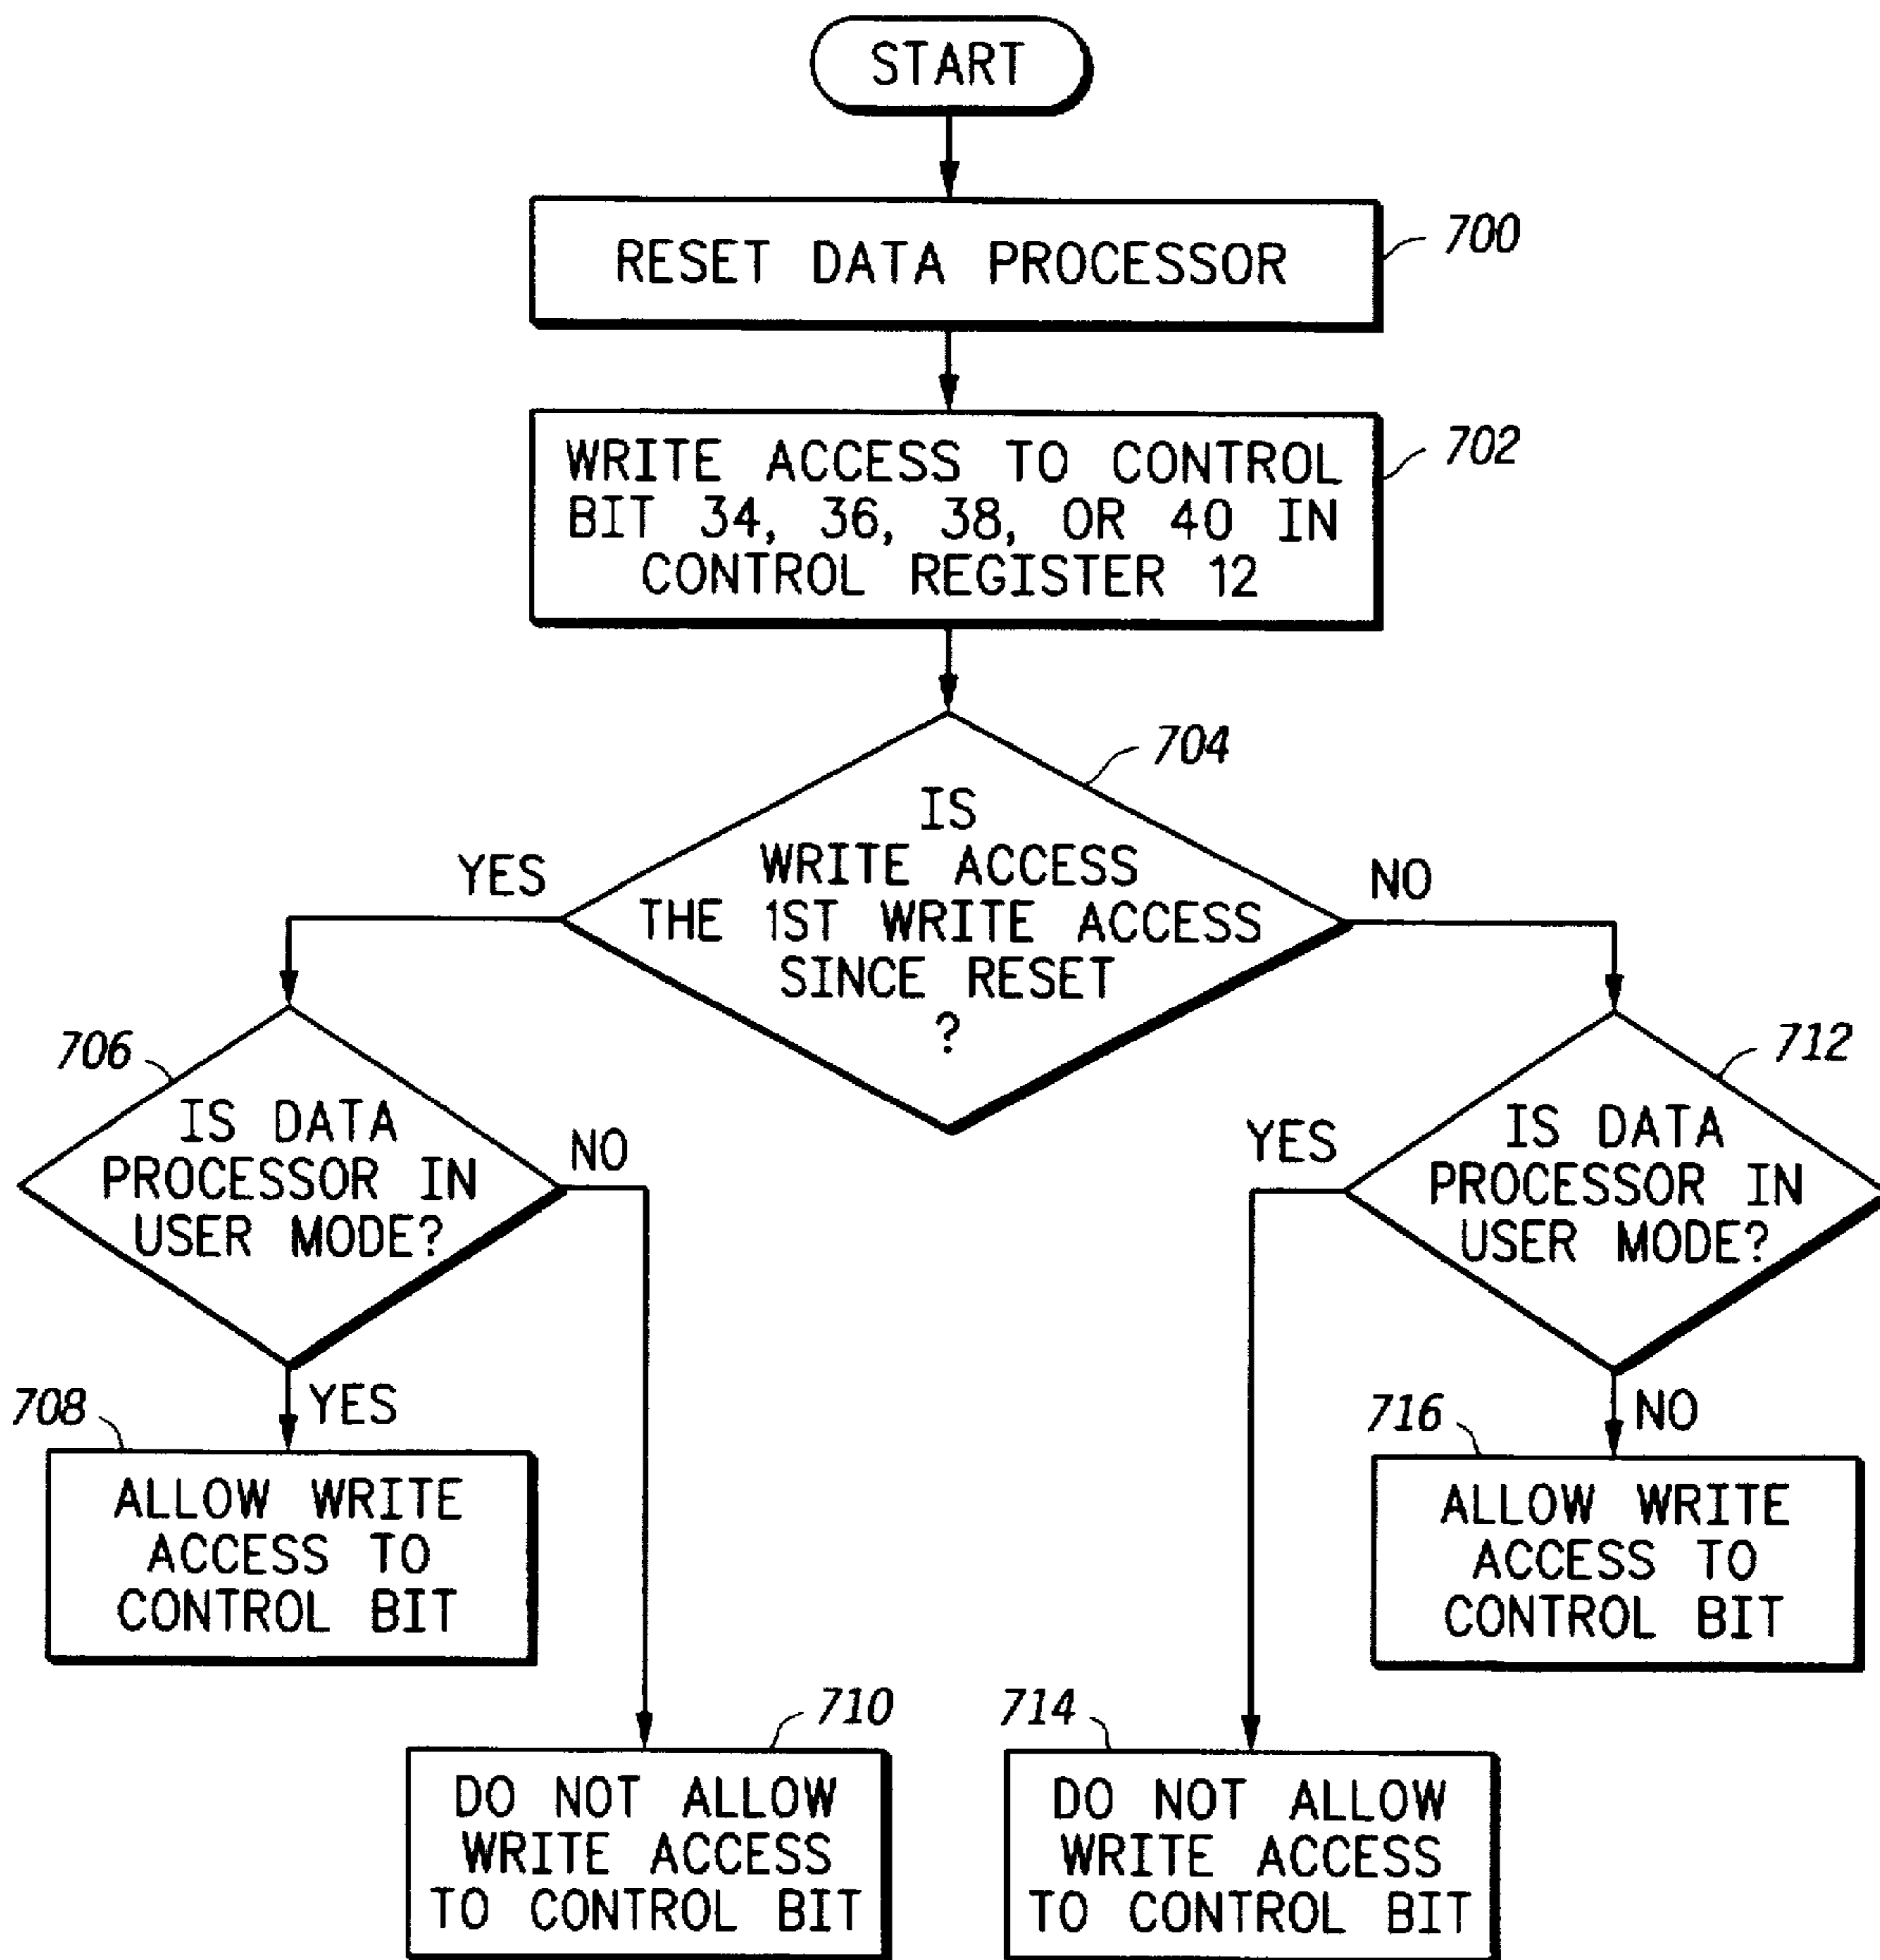 START
RESET DATA PROCESSOR
700
WRITE ACCESS TO CONTROL
BIT 34, 36, 38, OR 40 IN
CONTROL REGISTER 12
702
704
IS
WRITE ACCESS
THE 1ST WRITE ACCESS
SINCE RESET
?
YES
NO
706
IS DATA
PROCESSOR IN
USER MODE?
NO
YES
712
IS DATA
PROCESSOR IN
USER MODE?
YES
NO
708
ALLOW WRITE
ACCESS TO
CONTROL BIT
716
ALLOW WRITE
ACCESS TO
CONTROL BIT
710
DO NOT ALLOW
WRITE ACCESS
TO CONTROL BIT
714
DO NOT ALLOW
WRITE ACCESS
TO CONTROL BIT